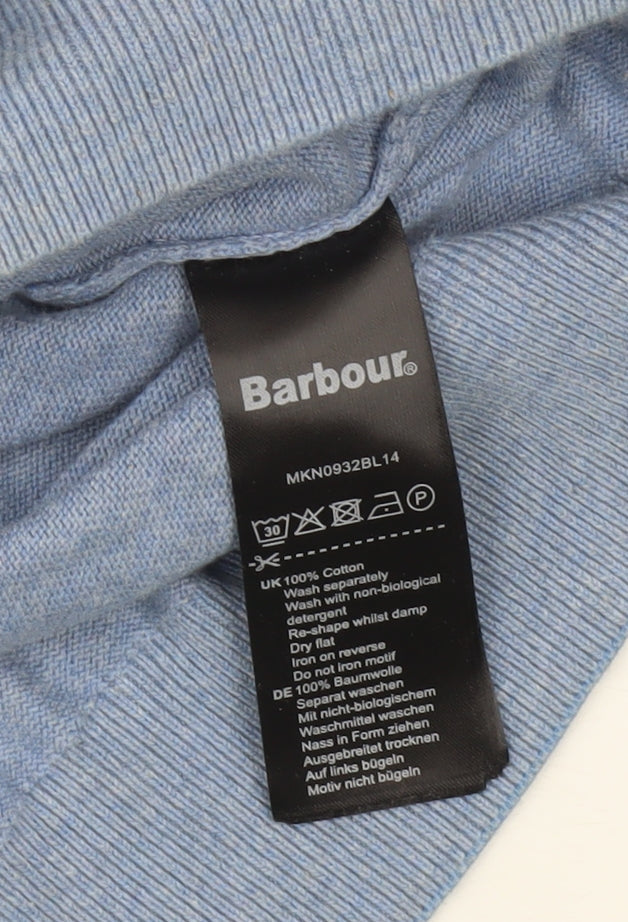 Barbour®
MKN0932BL14
30 P
UK 100% Cotton
Wash separately
Wash with non-biological
detergent
Re-shape whilst damp
Dry flat
Iron on reverse
Do not iron motif
DE 100% Baumwolle
Separat waschen
Mit nicht-biologischem
Waschmittel waschen
Nass in Form ziehen
Ausgebreitet trocknen
Auf links bügeln
Motiv nicht bügeln